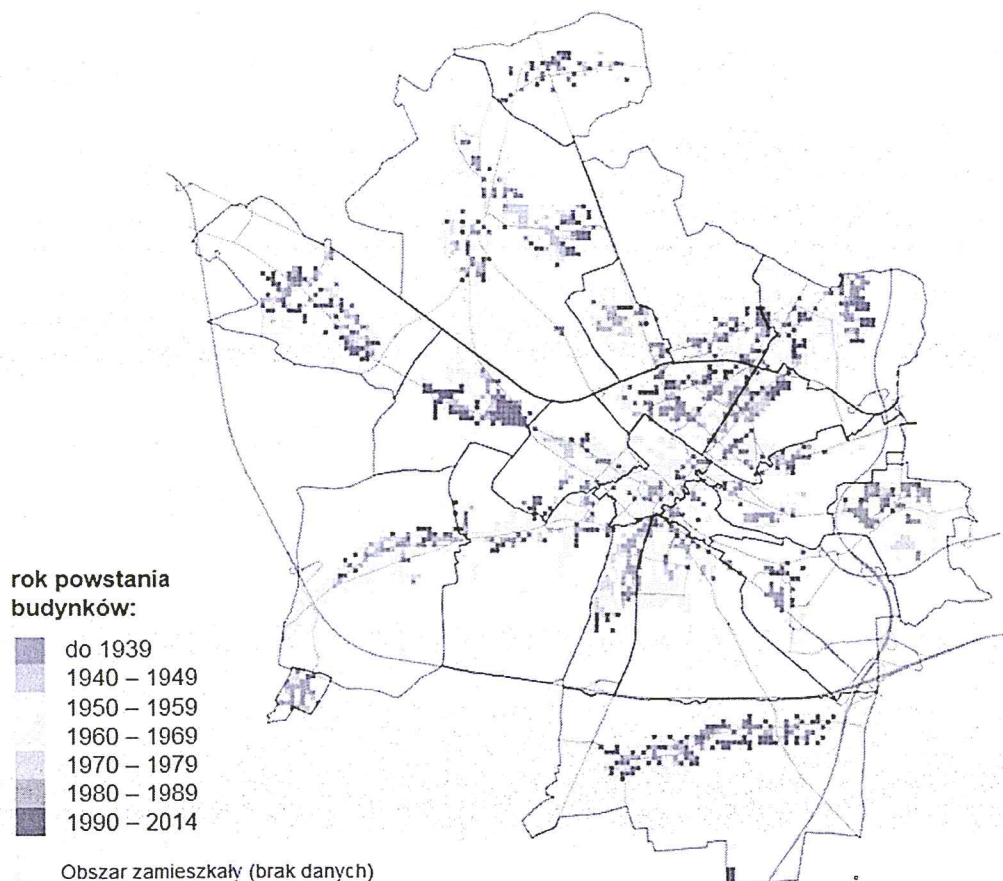 rok powstania
budynków:
do 1939
1940 – 1949
1950 – 1959
1960 – 1969
1970 – 1979
1980 – 1989
1990 – 2014
Obszar zamieszkały (brak danych)